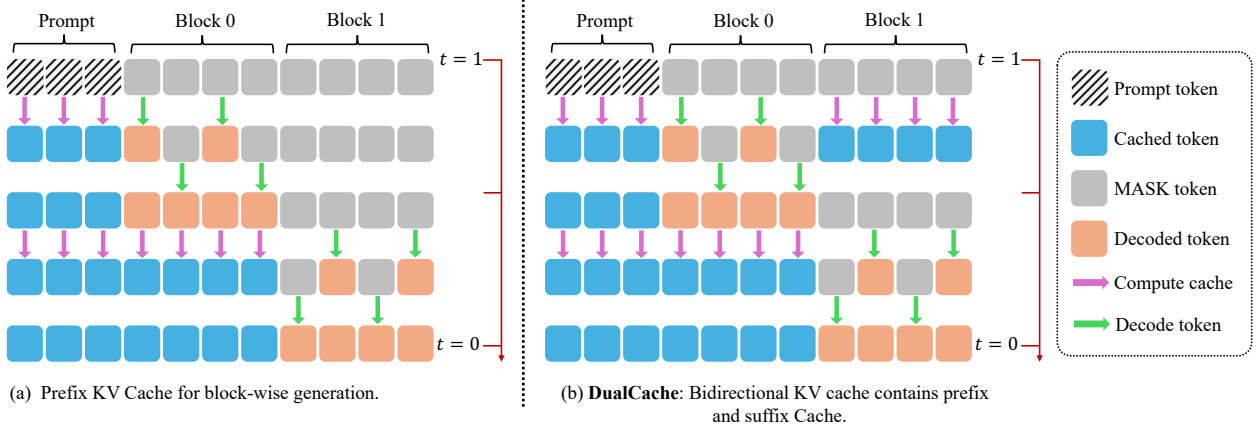 Prompt
Block 0
Block 1
t = 1
t = 0
(a) Prefix KV Cache for block-wise generation.
Prompt
Block 0
Block 1
t = 1
t = 0
(b) DualCache: Bidirectional KV cache contains prefix
and suffix Cache.
Prompt token
Cached token
MASK token
Decoded token
Compute cache
Decode token